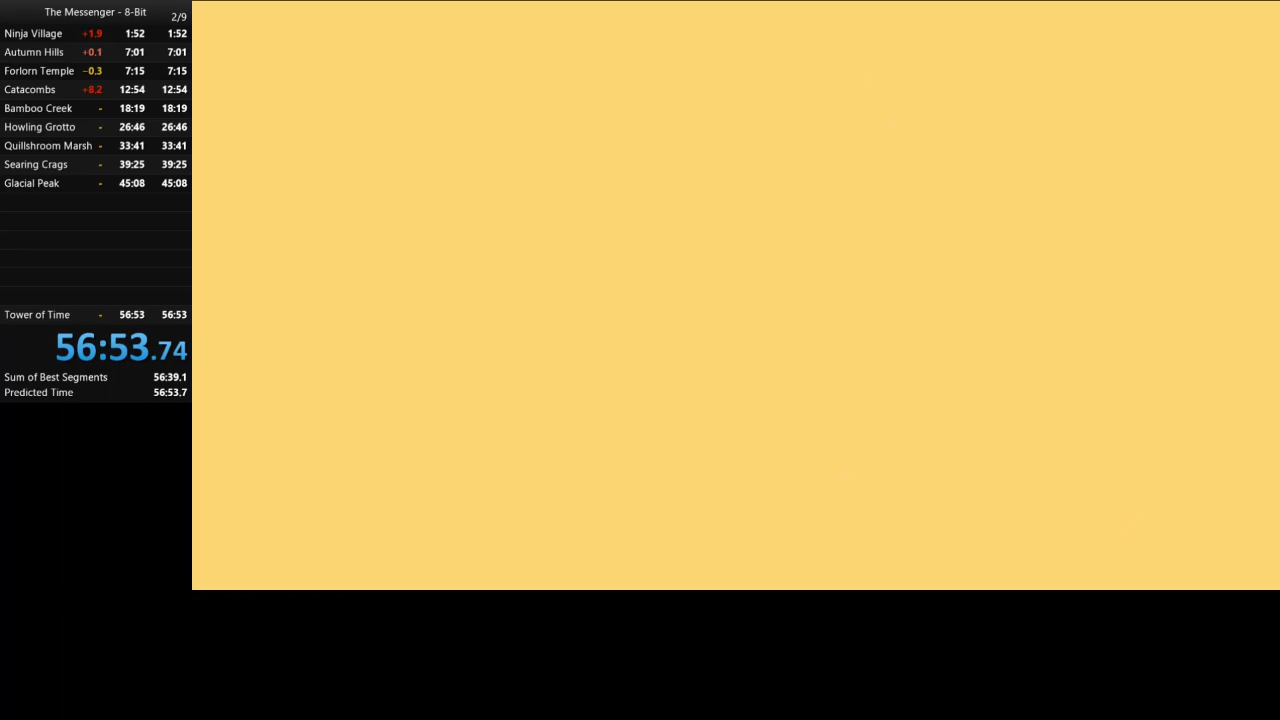 The Messenger - 8-Bit 2/9
Ninja Village +1.9 1:52 1:52
Autumn Hills +0.1 7:01 7:01
Forlorn Temple −0.3 7:15 7:15
Catacombs +8.2 12:54 12:54
Bamboo Creek - 18:19 18:19
Howling Grotto - 26:46 26:46
Quillshroom Marsh - 33:41 33:41
Searing Crags - 39:25 39:25
Glacial Peak - 45:08 45:08
Tower of Time - 56:53 56:53
56:53.74
Sum of Best Segments 56:39.1
Predicted Time 56:53.7